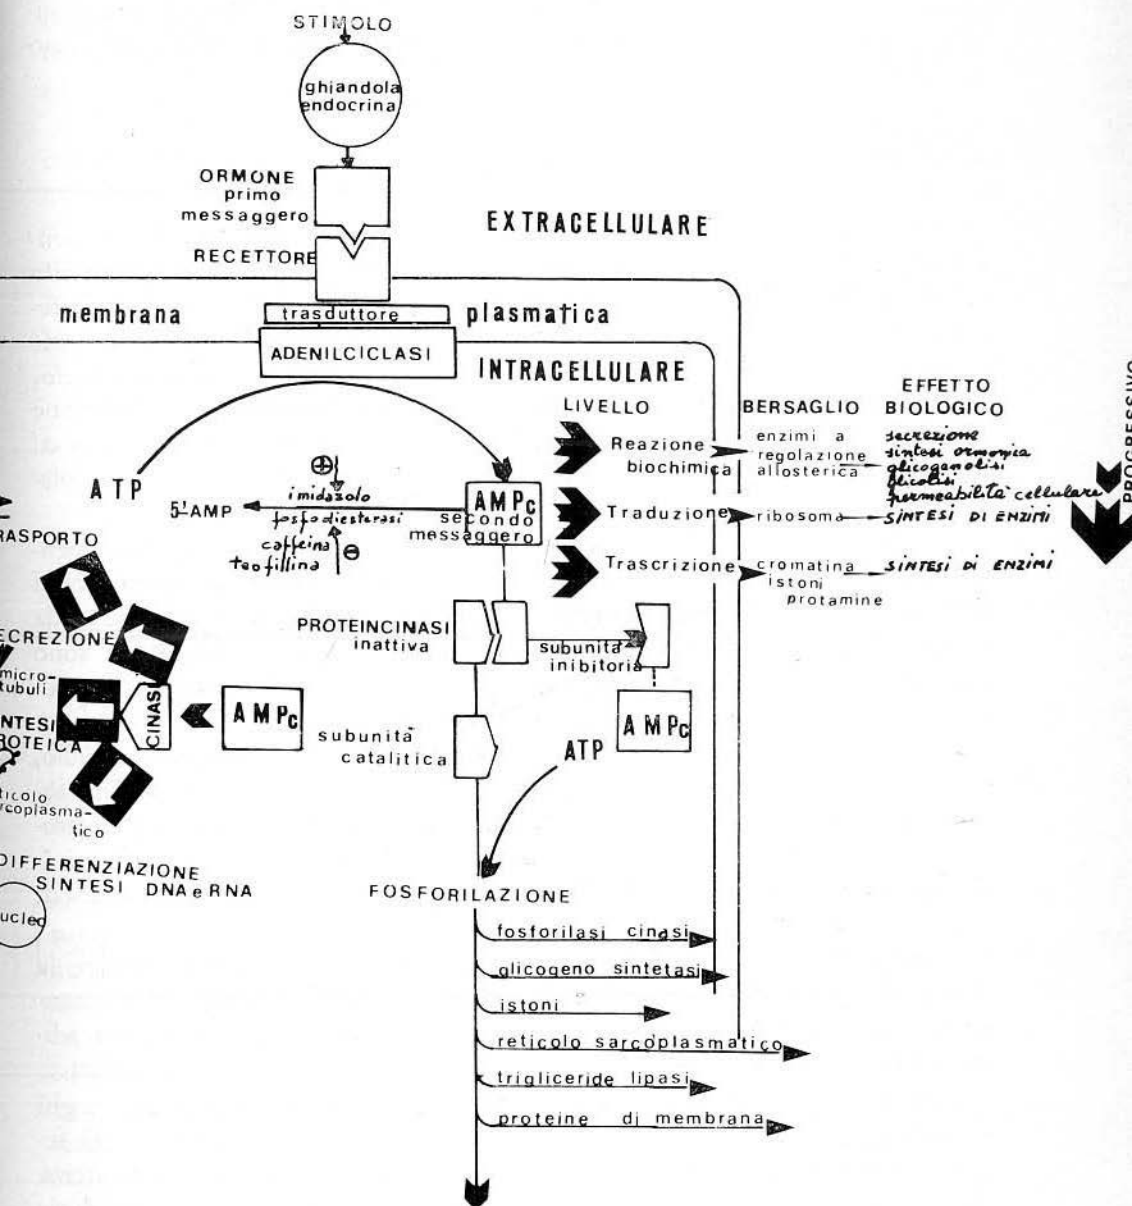 STIMOLO
ghiandola
endocrina
ORMONE
primo
messaggero
EXTRACELLULARE
RECETTORE
membrana
plasmatica
trasduttore
ADENILCICLASI
INTRACELLULARE
LIVELLO
BERSAGLIO
EFFETTO
BIOLOGICO
PROGRESSIVO
Reazione
biochimica
enzimi a
regolazione
allosterica
secrezione
sintesi ormonica
glicogenolisi
glicolisi
permeabilità cellulare
ATP
5'AMP
⊕
imidazolo
fosfodiesterasi
caffeina
teofillina
⊖
AMPc
secondo
messaggero
Traduzione
ribosoma
SINTESI DI ENZIMI
Trascrizione
cromatina
istoni
protamine
SINTESI DI ENZIMI
RASPORTO
ECREZIONE
micro-
tubuli
NTESI
ROTEICA
ticolo
rcoplasma-
tico
CINASI
AMPc
DIFFERENZIAZIONE
SINTESI DNA e RNA
ucleo
PROTEINCINASI
inattiva
subunità
inibitoria
AMPc
subunità
catalitica
ATP
FOSFORILAZIONE
fosforilasi cinasi
glicogeno sintetasi
istoni
reticolo sarcoplasmatico
trigliceride lipasi
proteine di membrana